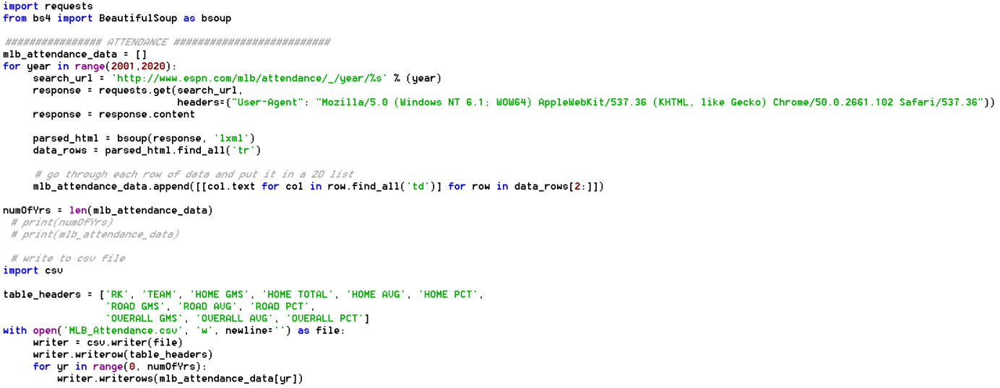 import requests
from bs4 import BeautifulSoup as bsoup
################ ATTENDANCE ##########################
mlb_attendance_data = []
for year in range(2001,2020):
search_url = 'http://www.espn.com/mlb/attendance/_/year/%s' % (year)
response = requests.get(search_url,
headers={"User-Agent": "Mozilla/5.0 (Windows NT 6.1; WOW64) AppleWebKit/537.36 (KHTML, like Gecko) Chrome/50.0.2661.102 Safari/537.36"})
response = response.content
parsed_html = bsoup(response, 'lxml')
data_rows = parsed_html.find_all('tr')
# go through each row of data and put it in a 2D list
mlb_attendance_data.append([[col.text for col in row.find_all('td')] for row in data_rows[2:]])
numOfYrs = len(mlb_attendance_data)
# print(numOfYrs)
# print(mlb_attendance_data)
# write to csv file
import csv
table_headers = ['RK', 'TEAM', 'HOME GMS', 'HOME TOTAL', 'HOME AVG', 'HOME PCT',
'ROAD GMS', 'ROAD AVG', 'ROAD PCT',
'OVERALL GMS', 'OVERALL AVG', 'OVERALL PCT']
with open('MLB_Attendance.csv', 'w', newline='') as file:
writer = csv.writer(file)
writer.writerow(table_headers)
for yr in range(0, numOfYrs):
writer.writerows(mlb_attendance_data[yr])